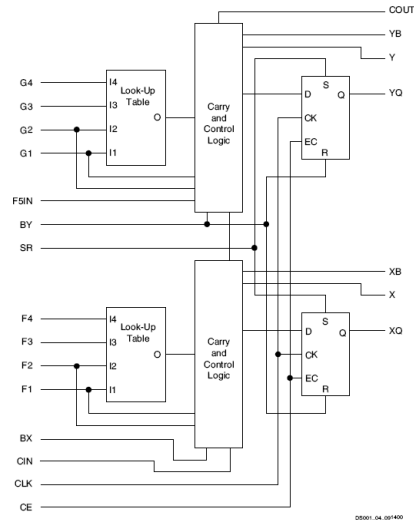 COUT
YB
Y
G4
I4
Look-Up
Table
S
G3
I3
D
Q
YQ
G2
I2
O
Carry
and
Control
Logic
CK
G1
I1
EC
R
F5IN
BY
SR
XB
X
F4
I4
Look-Up
Table
S
F3
I3
D
Q
XQ
F2
I2
O
Carry
and
Control
Logic
CK
F1
I1
EC
R
BX
CIN
CLK
CE
DS001_04_091400